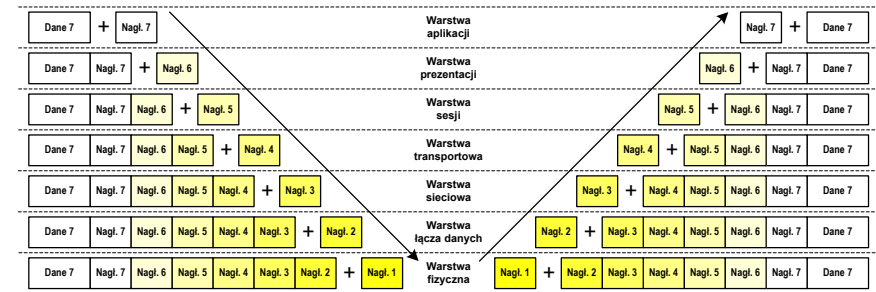 Dane 7 + Nagł. 7 Warstwa aplikacji Nagł. 7 + Dane 7
Dane 7 Nagł. 7 + Nagł. 6 Warstwa prezentacji Nagł. 6 + Nagł. 7 Dane 7
Dane 7 Nagł. 7 Nagł. 6 + Nagł. 5 Warstwa sesji Nagł. 5 + Nagł. 6 Nagł. 7 Dane 7
Dane 7 Nagł. 7 Nagł. 6 Nagł. 5 + Nagł. 4 Warstwa transportowa Nagł. 4 + Nagł. 5 Nagł. 6 Nagł. 7 Dane 7
Dane 7 Nagł. 7 Nagł. 6 Nagł. 5 Nagł. 4 + Nagł. 3 Warstwa sieciowa Nagł. 3 + Nagł. 4 Nagł. 5 Nagł. 6 Nagł. 7 Dane 7
Dane 7 Nagł. 7 Nagł. 6 Nagł. 5 Nagł. 4 Nagł. 3 + Nagł. 2 Warstwa łącza danych Nagł. 2 + Nagł. 3 Nagł. 4 Nagł. 5 Nagł. 6 Nagł. 7 Dane 7
Dane 7 Nagł. 7 Nagł. 6 Nagł. 5 Nagł. 4 Nagł. 3 Nagł. 2 + Nagł. 1 Warstwa fizyczna Nagł. 1 + Nagł. 2 Nagł. 3 Nagł. 4 Nagł. 5 Nagł. 6 Nagł. 7 Dane 7